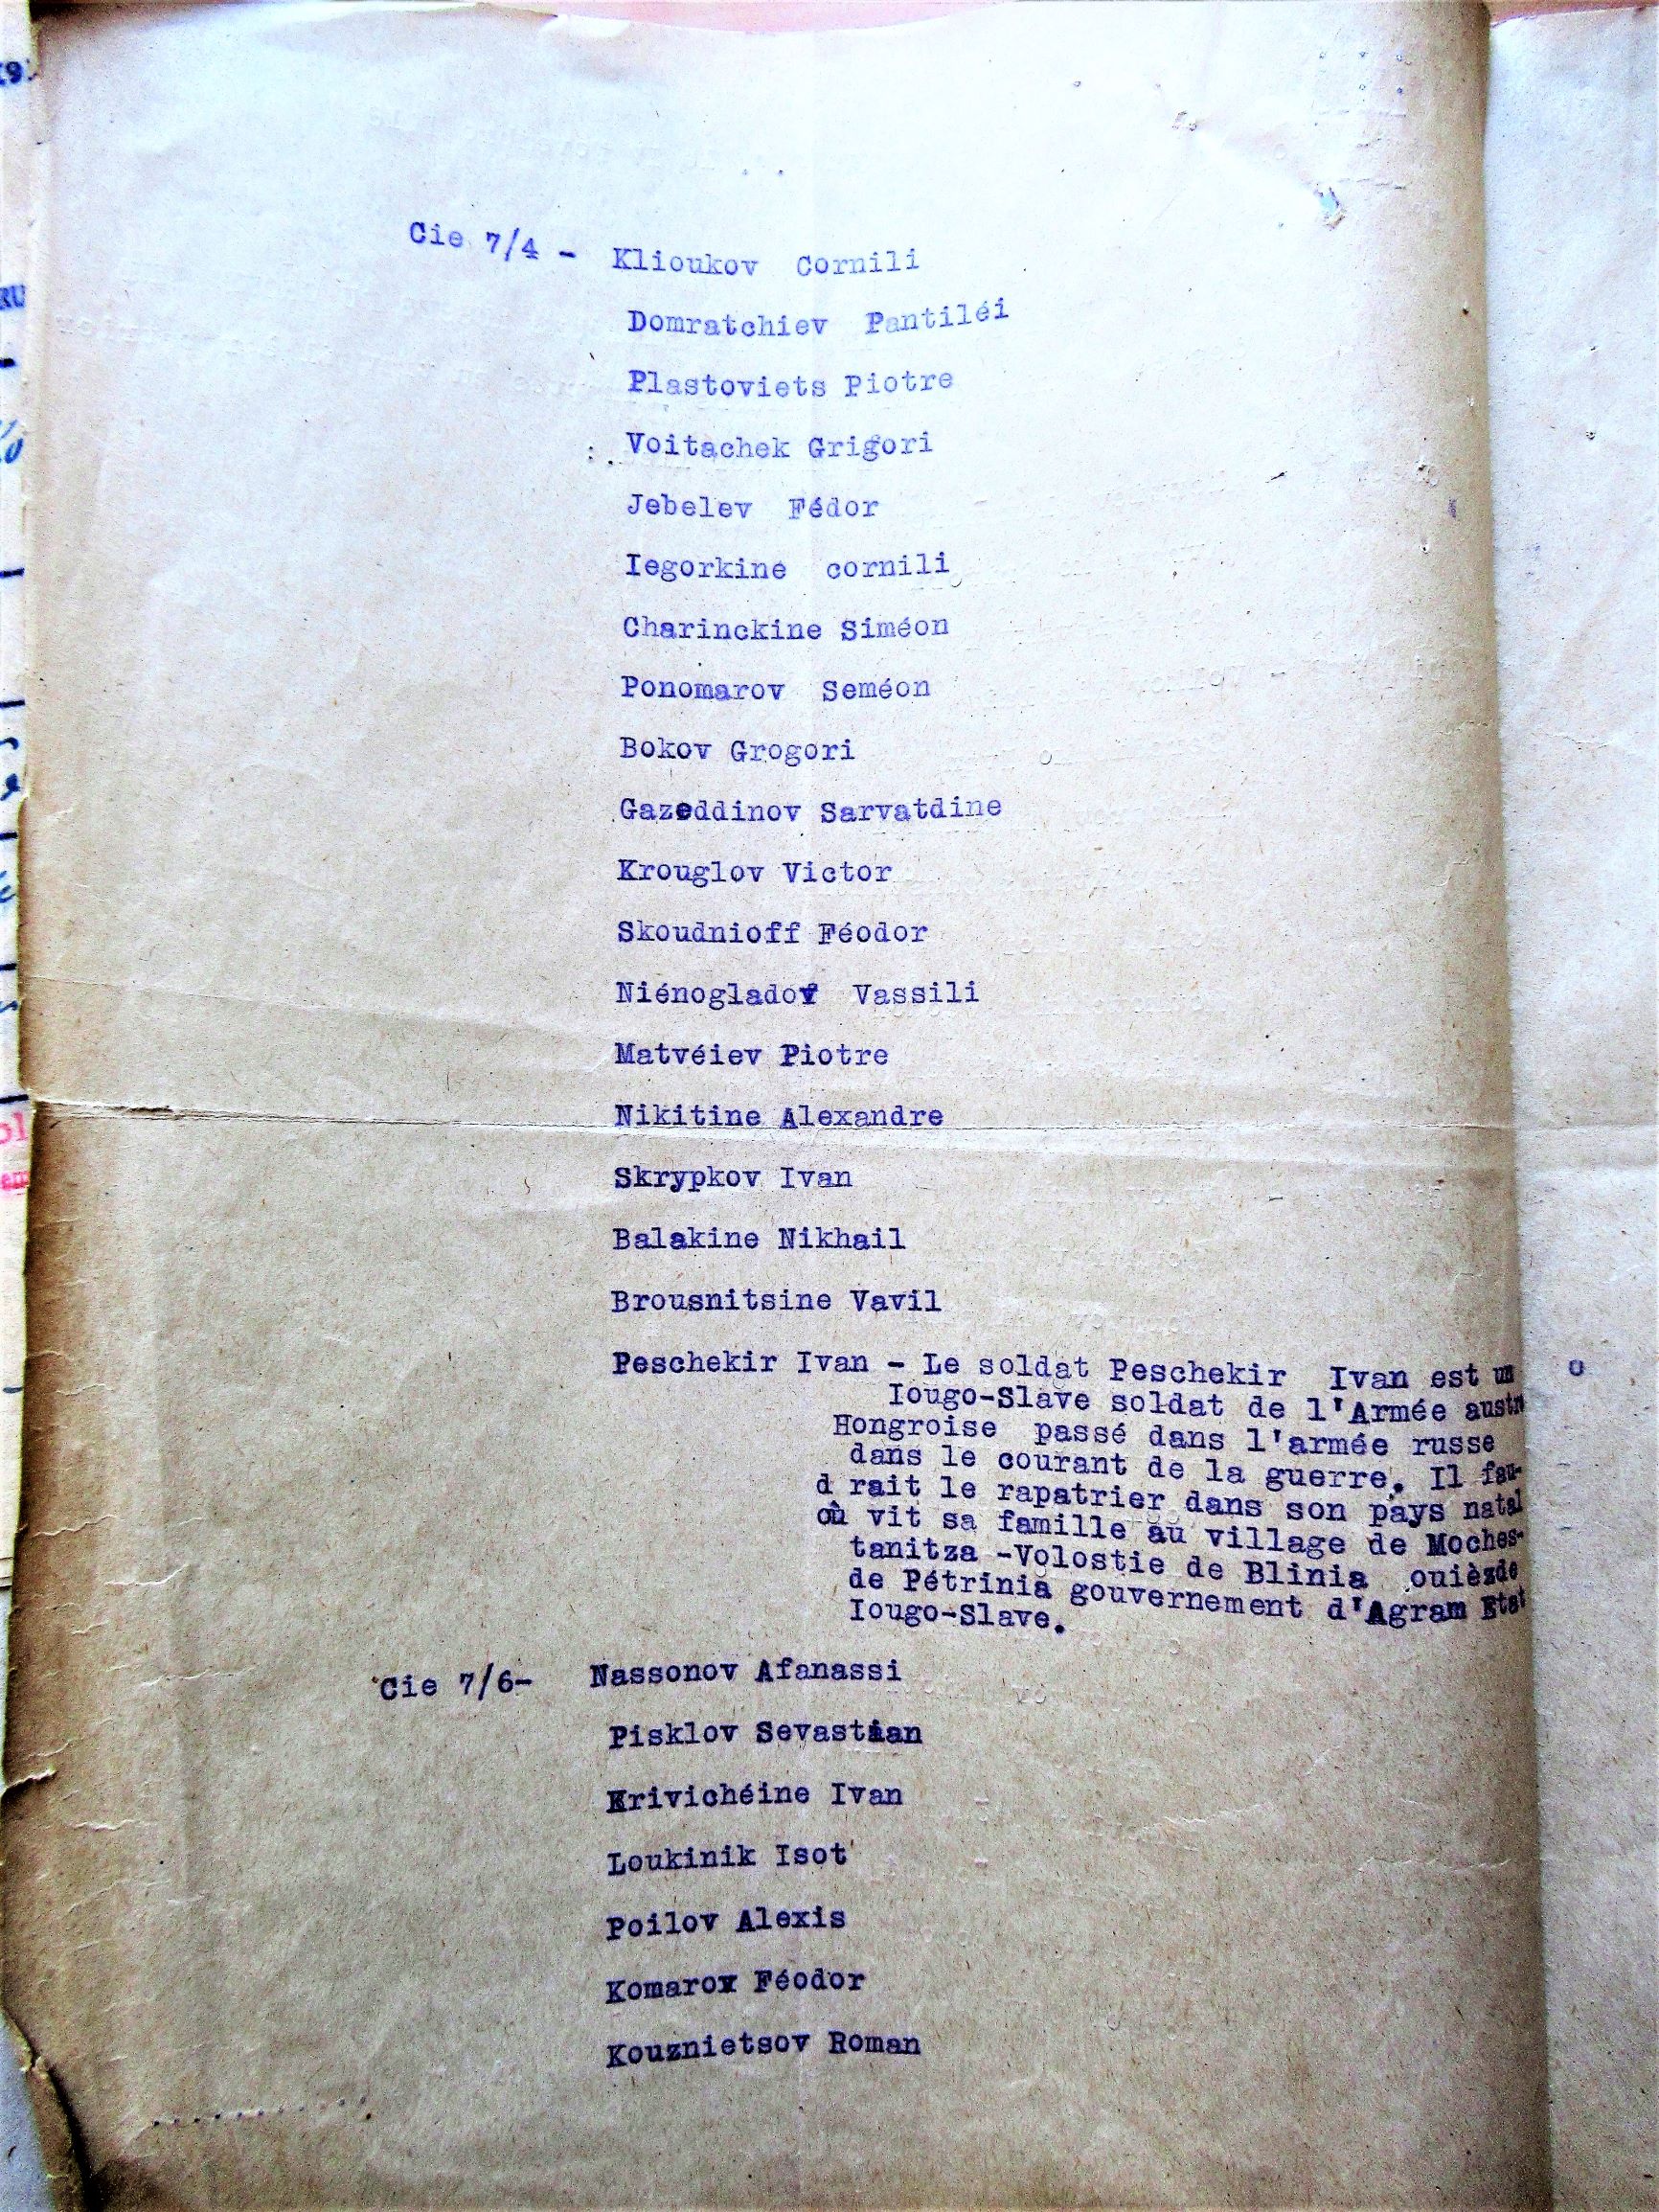 Cie 7/4 - Klioukov Cornili
Domratchiev Pantiléi
Plastoviets Piotre
Voitachek Grigori
Jebelev Fédor
Iegorkine cornili
Charinckine Siméon
Ponomarov Seméon
Bokov Grogori
Gazeddinov Sarvatdine
Krouglov Victor
Skoudnioff Féodor
Niénogladov Vassili
Matvéiev Piotre
Nikitine Alexandre
Skrypkov Ivan
Balakine Nikhail
Brousnitsine Vavil
Peschekir Ivan - Le soldat Peschekir Ivan est un
Iougo-Slave soldat de l'Armée austro
Hongroise passé dans l'armée russe
dans le courant de la guerre. Il fau-
d rait le rapatrier dans son pays natal
où vit sa famille au village de Moches-
tanitza -Volostie de Blinia ouièzde
de Pétrinia gouvernement d'Agram Etat
Iougo-Slave.
Cie 7/6- Nassonov Afanassi
Pisklov Sevastian
Krivichéine Ivan
Loukinik Isot
Poilov Alexis
Komarov Féodor
Kouznietsov Roman